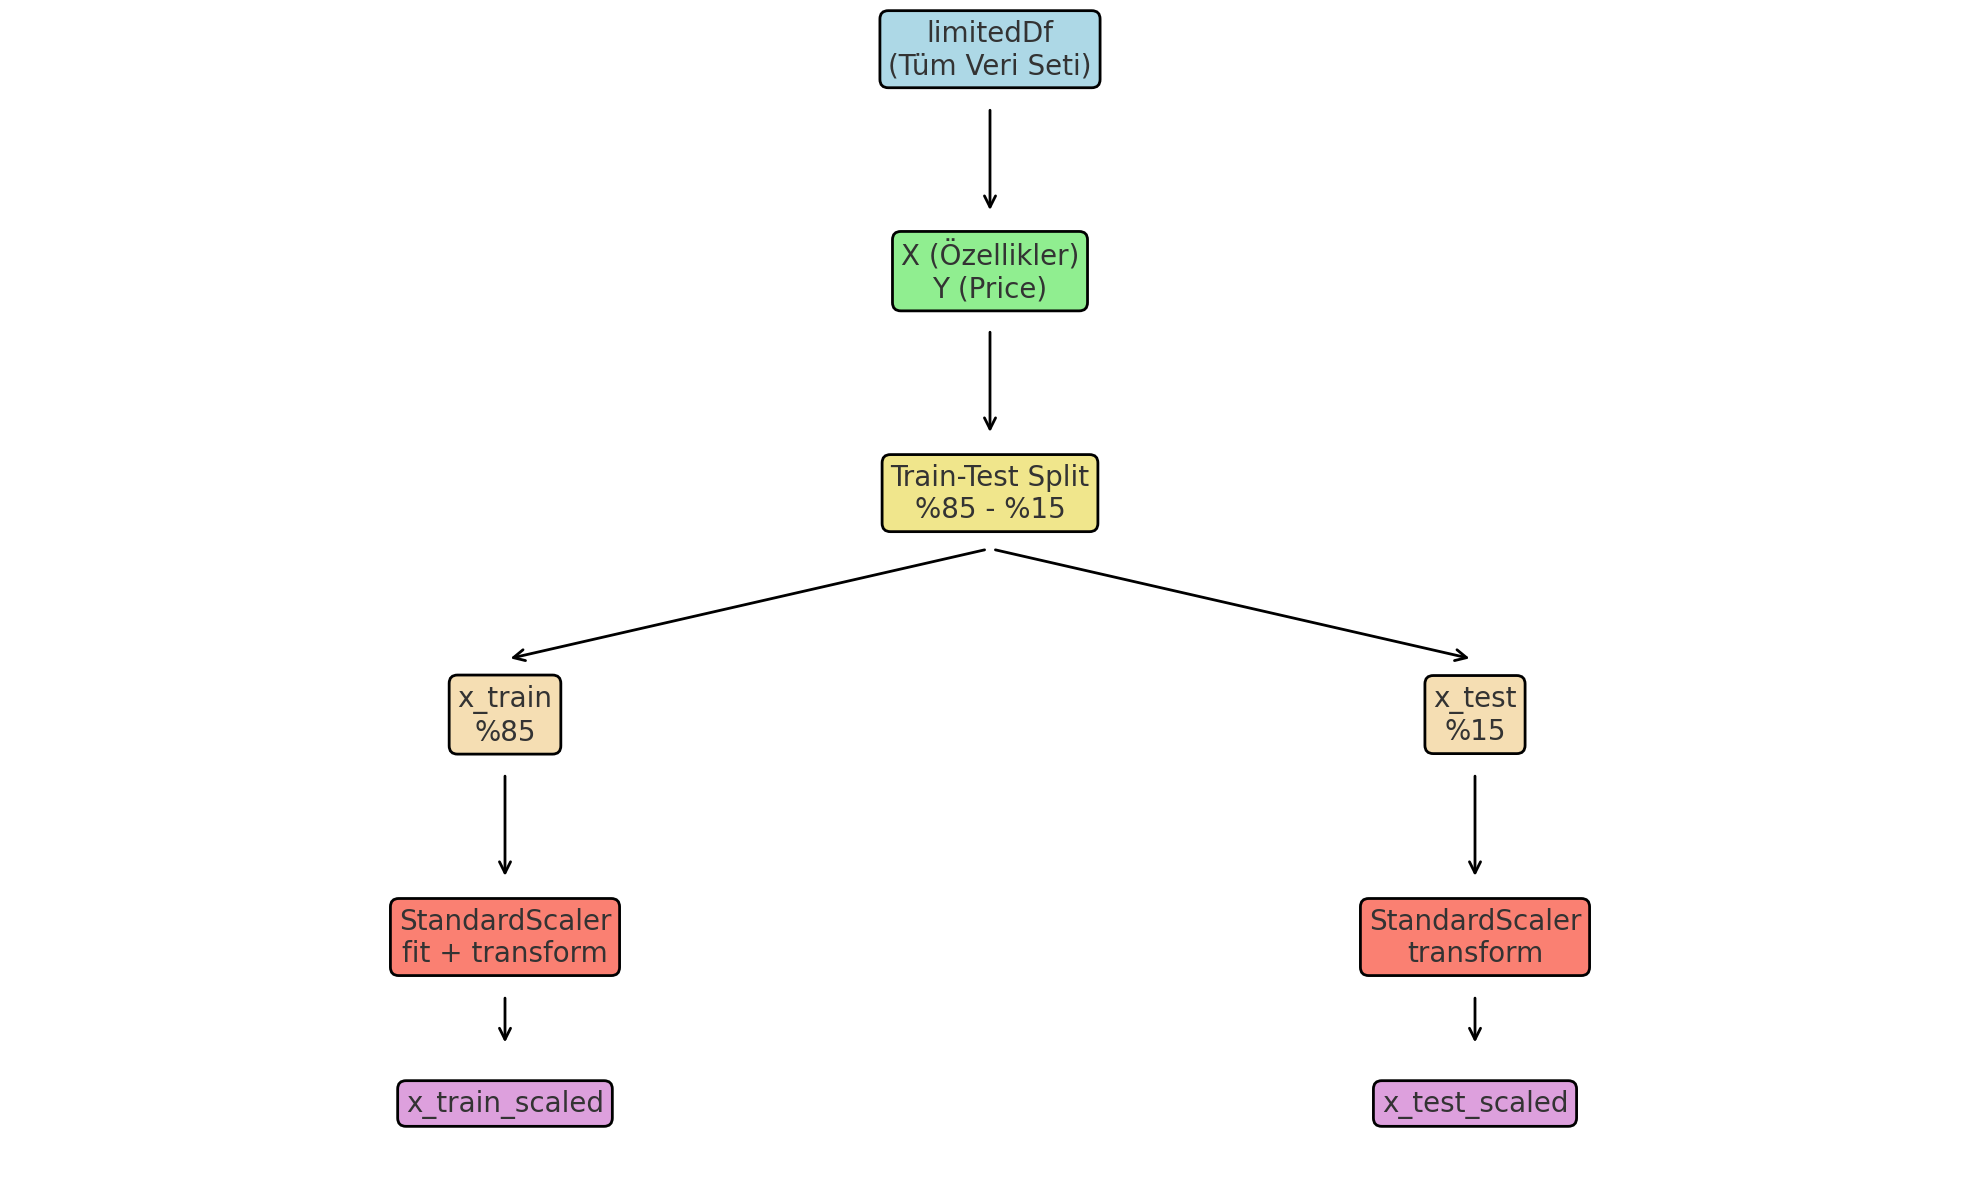 limitedDf
(Tüm Veri Seti)
X (Özellikler)
Y (Price)
Train-Test Split
%85 - %15
x_train
%85
x_test
%15
StandardScaler
fit + transform
StandardScaler
transform
x_train_scaled
x_test_scaled